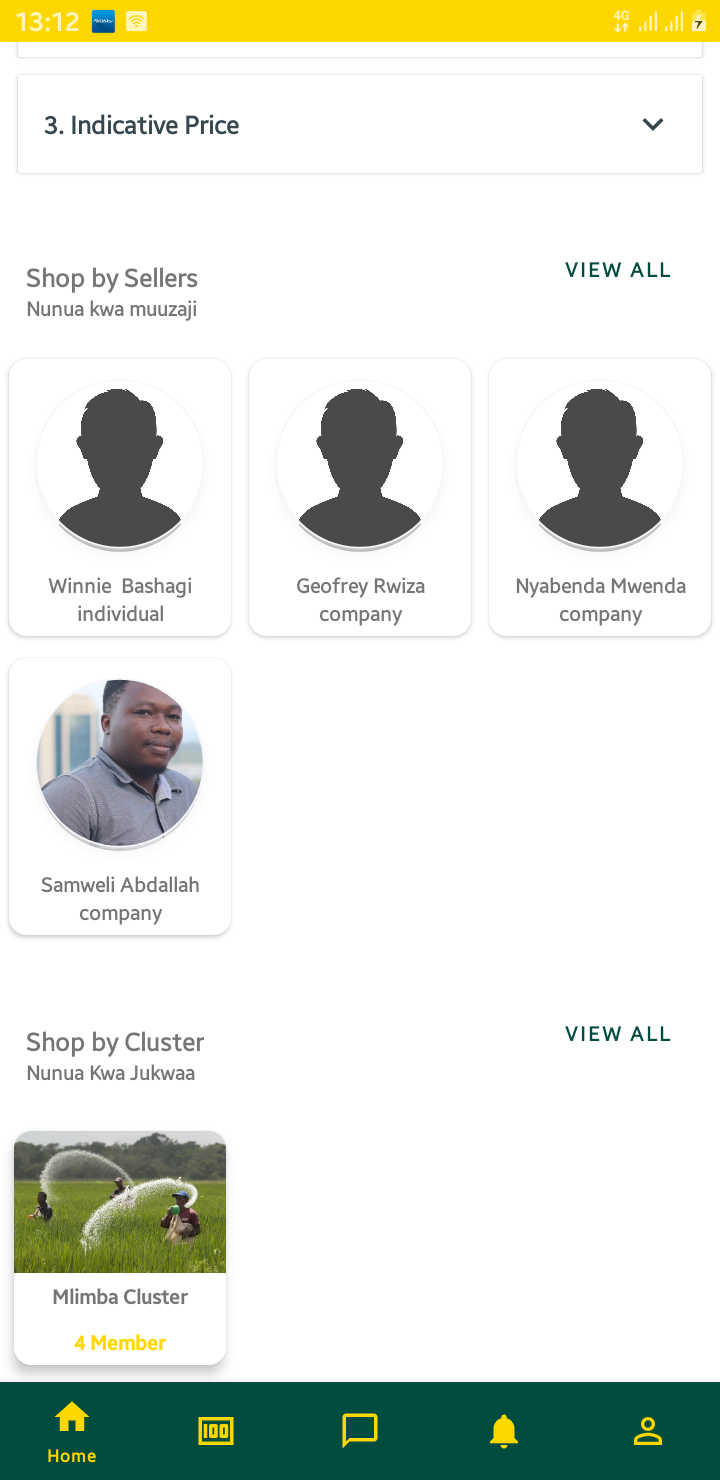 13:12
4G
3. Indicative Price
Shop by Sellers
VIEW ALL
Nunua kwa muuzaji
Winnie Bashagi
individual
Geofrey Rwiza
company
Nyabenda Mwenda
company
Samweli Abdallah
company
Shop by Cluster
VIEW ALL
Nunua Kwa Jukwaa
Mlimba Cluster
4 Member
100
Home